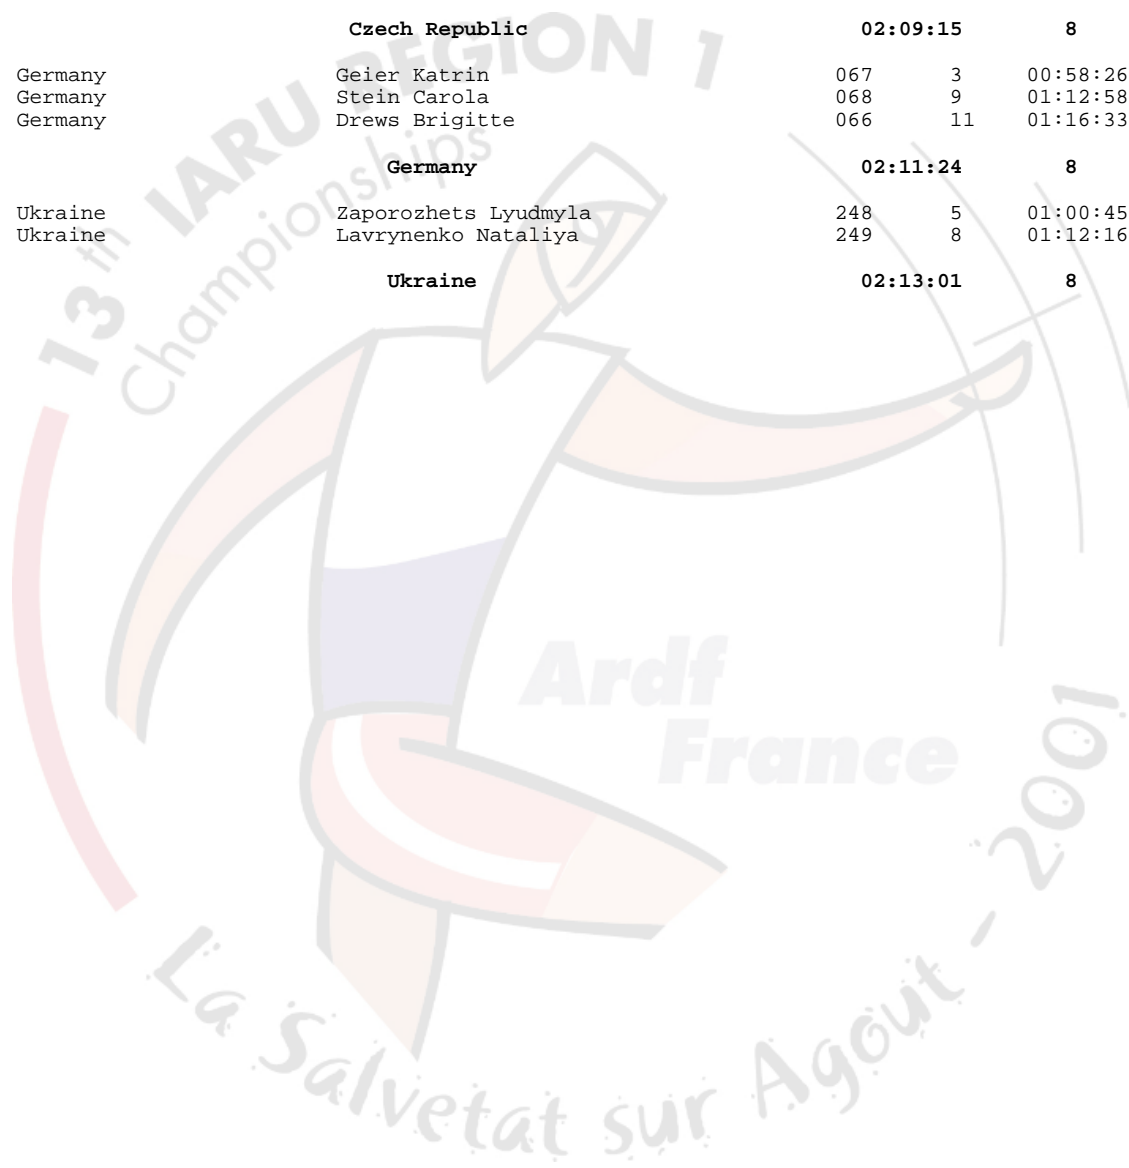 Czech Republic 02:09:15 8
Germany Geier Katrin 067 3 00:58:26
Germany Stein Carola 068 9 01:12:58
Germany Drews Brigitte 066 11 01:16:33
Germany 02:11:24 8
Ukraine Zaporozhets Lyudmyla 248 5 01:00:45
Ukraine Lavrynenko Nataliya 249 8 01:12:16
Ukraine 02:13:01 8
13th IARU REGION 1
Championships
Ardf
France
La Salvetat sur Agout - 2001